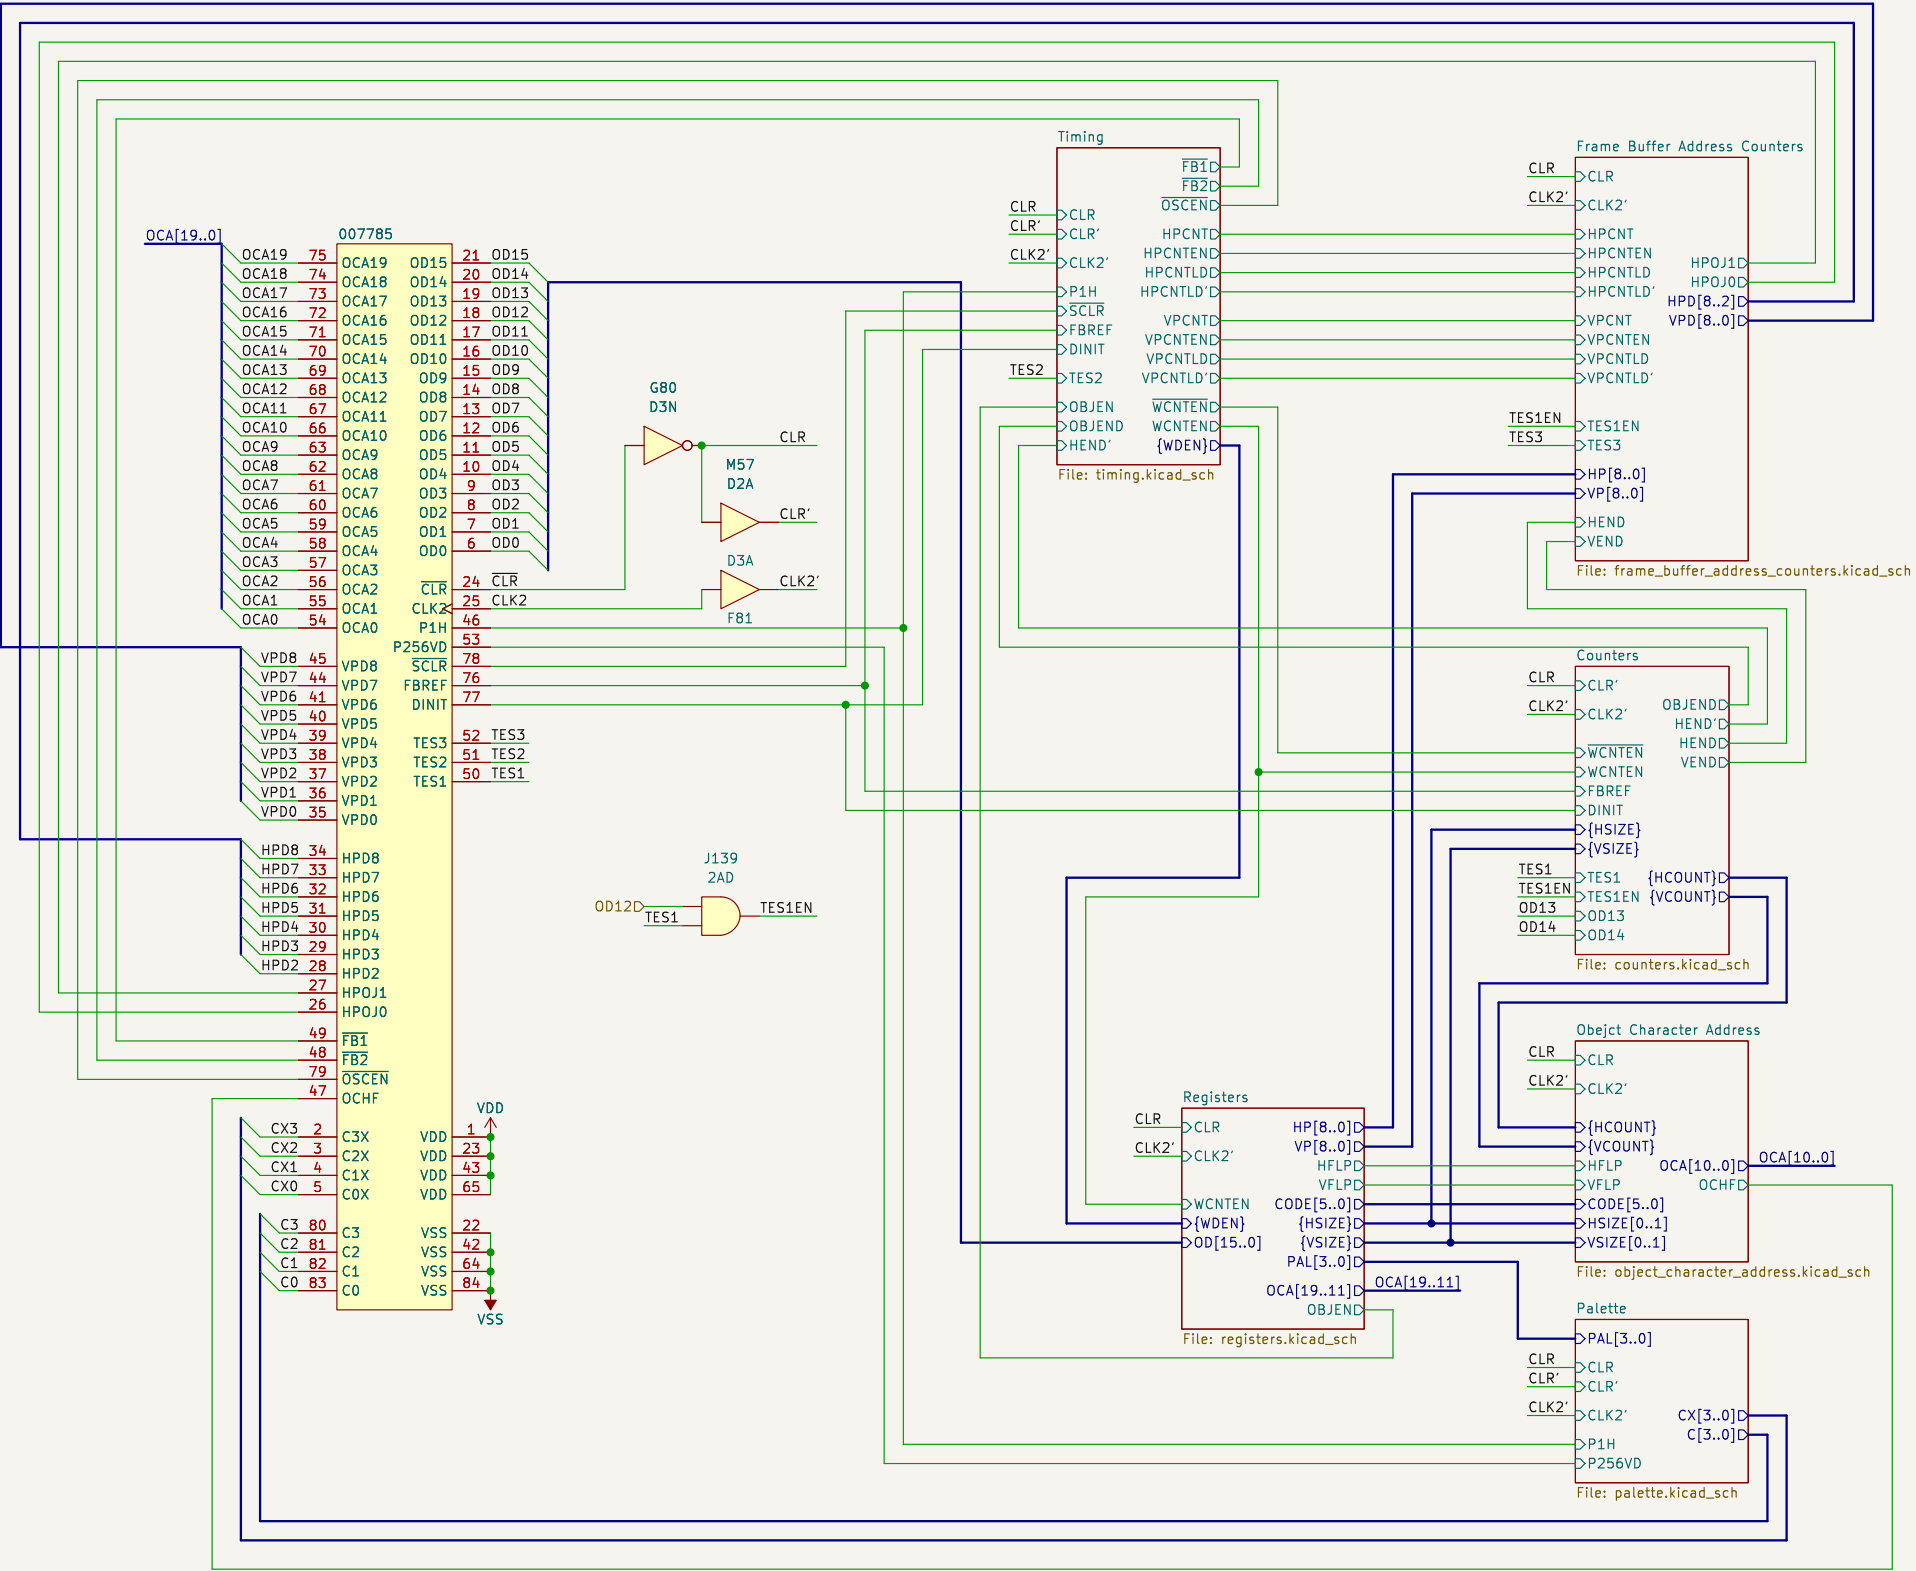 007785
OCA[19..0]
OCA19 75 OCA19
OCA18 74 OCA18
OCA17 73 OCA17
OCA16 72 OCA16
OCA15 71 OCA15
OCA14 70 OCA14
OCA13 69 OCA13
OCA12 68 OCA12
OCA11 67 OCA11
OCA10 66 OCA10
OCA9 63 OCA9
OCA8 62 OCA8
OCA7 61 OCA7
OCA6 60 OCA6
OCA5 59 OCA5
OCA4 58 OCA4
OCA3 57 OCA3
OCA2 56 OCA2
OCA1 55 OCA1
OCA0 54 OCA0
VPD8 45 VPD8
VPD7 44 VPD7
VPD6 41 VPD6
VPD5 40 VPD5
VPD4 39 VPD4
VPD3 38 VPD3
VPD2 37 VPD2
VPD1 36 VPD1
VPD0 35 VPD0
HPD8 34 HPD8
HPD7 33 HPD7
HPD6 32 HPD6
HPD5 31 HPD5
HPD4 30 HPD4
HPD3 29 HPD3
HPD2 28 HPD2
27 HPOJ1
26 HPOJ0
49 FB1
48 FB2
79 OSCEN
47 OCHF
CX3 2 C3X
CX2 3 C2X
CX1 4 C1X
CX0 5 C0X
C3 80 C3
C2 81 C2
C1 82 C1
C0 83 C0
OD15 21 OD15
OD14 20 OD14
OD13 19 OD13
OD12 18 OD12
OD11 17 OD11
OD10 16 OD10
OD9 15 OD9
OD8 14 OD8
OD7 13 OD7
OD6 12 OD6
OD5 11 OD5
OD4 10 OD4
OD3 9 OD3
OD2 8 OD2
OD1 7 OD1
OD0 6 OD0
CLR 24 CLR
CLK2 25 CLK2
P1H 46
P256VD 53
SCLR 78
FBREF 76
DINIT 77
TES3 52 TES3
TES2 51 TES2
TES1 50 TES1
VDD
VDD 1
VDD 23
VDD 43
VDD 65
VSS 22
VSS 42
VSS 64
VSS 84
VSS
G80
D3N
CLR
M57
D2A
CLR'
D3A
CLK2'
F81
J139
2AD
OD12
TES1
TES1EN
Timing
FB1
FB2
OSCEN
CLR CLR
CLR' CLR'
CLK2' CLK2'
P1H
SCLR
FBREF
DINIT
TES2 TES2
OBJEN
OBJEND
HEND'
HPCNT
HPCNTEN
HPCNTLD
HPCNTLD'
VPCNT
VPCNTEN
VPCNTLD
VPCNTLD'
WCNTEN
WCNTEN
{WDEN}
File: timing.kicad_sch
Frame Buffer Address Counters
CLR CLR
CLK2' CLK2'
HPCNT
HPCNTEN
HPCNTLD
HPCNTLD'
VPCNT
VPCNTEN
VPCNTLD
VPCNTLD'
TES1EN TES1EN
TES3 TES3
HP[8..0]
VP[8..0]
HEND
VEND
HPOJ1
HPOJ0
HPD[8..2]
VPD[8..0]
File: frame_buffer_address_counters.kicad_sch
Counters
CLR CLR'
CLK2' CLK2'
WCNTEN
WCNTEN
FBREF
DINIT
{HSIZE}
{VSIZE}
TES1 TES1
TES1EN TES1EN
OD13 OD13
OD14 OD14
OBJEND
HEND'
HEND
VEND
{HCOUNT}
{VCOUNT}
File: counters.kicad_sch
Obejct Character Address
CLR CLR
CLK2' CLK2'
{HCOUNT}
{VCOUNT}
HFLP
VFLP
CODE[5..0]
HSIZE[0..1]
VSIZE[0..1]
OCA[10..0] OCA[10..0]
OCHF
File: object_character_address.kicad_sch
Registers
CLR CLR
CLK2' CLK2'
WCNTEN
{WDEN}
OD[15..0]
HP[8..0]
VP[8..0]
HFLP
VFLP
CODE[5..0]
{HSIZE}
{VSIZE}
PAL[3..0]
OCA[19..11] OCA[19..11]
OBJEN
File: registers.kicad_sch
Palette
PAL[3..0]
CLR CLR
CLR' CLR'
CLK2' CLK2'
P1H
P256VD
CX[3..0]
C[3..0]
File: palette.kicad_sch